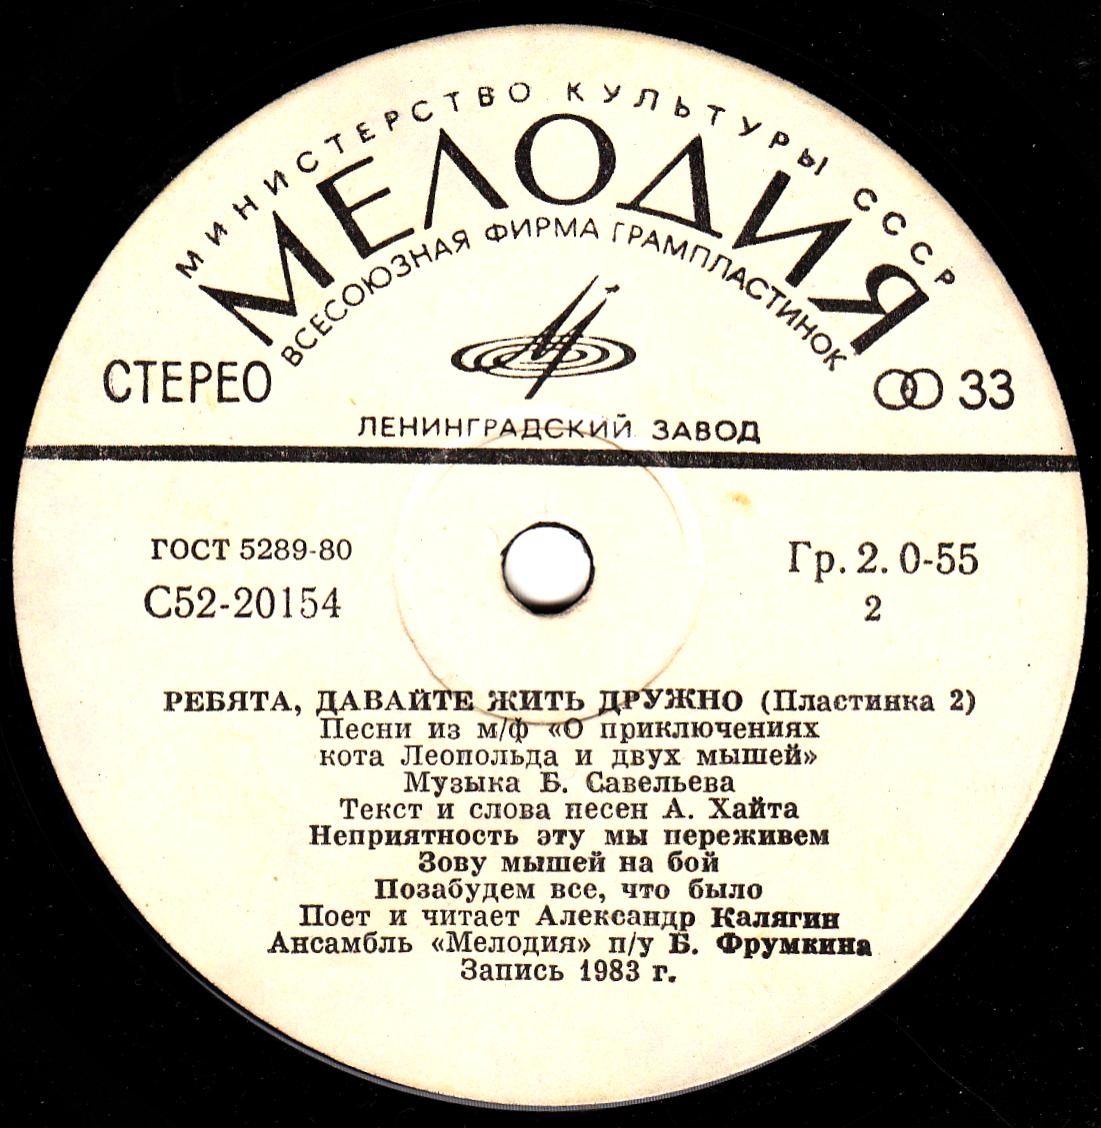 МИНИСТЕРСТВО КУЛЬТУРЫ СССР
МЕЛОДИЯ
ВСЕСОЮЗНАЯ ФИРМА ГРАМПЛАСТИНОК
СТЕРЕО
33
ЛЕНИНГРАДСКИЙ ЗАВОД
ГОСТ 5289-80
С52-20154
Гр. 2. 0-55
2
РЕБЯТА, ДАВАЙТЕ ЖИТЬ ДРУЖНО (Пластинка 2)
Песни из м/ф «О приключениях
кота Леопольда и двух мышей»
Музыка Б. Савельева
Текст и слова песен А. Хайта
Неприятность эту мы переживем
Зову мышей на бой
Позабудем все, что было
Поет и читает Александр Калягин
Ансамбль «Мелодия» п/у Б. Фрумкина
Запись 1983 г.